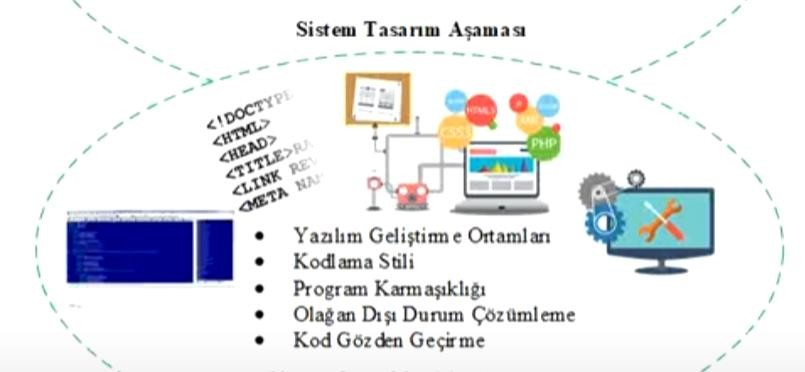 Sistem Tasarım Aşaması
<!DOCTYPE
<HTML>
<HEAD>
<TITLE>
<LINK
<META
HTML5
CSS3
PHP
• Yazılım Geliştirme Ortamları
• Kodlama Stili
• Program Karmaşıklığı
• Olağan Dışı Durum Çözümleme
• Kod Gözden Geçirme